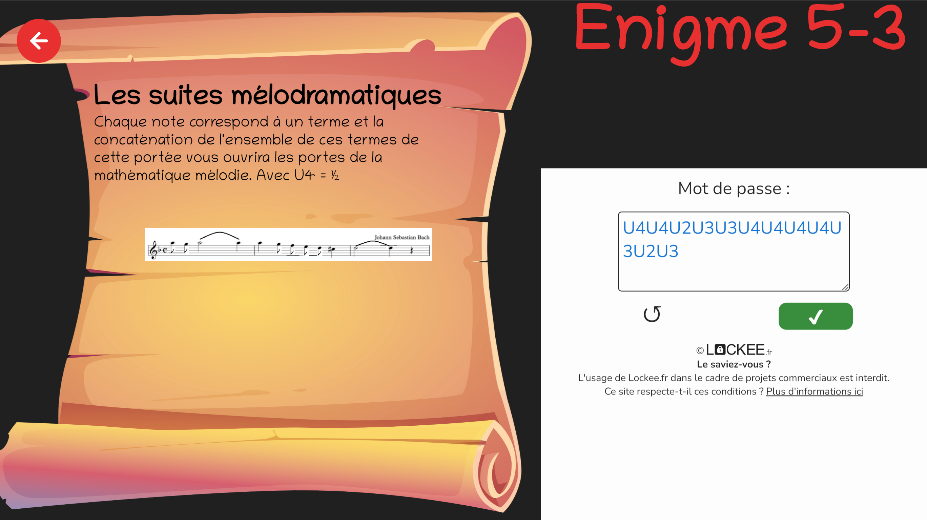 Enigme 5-3
Les suites mélodramatiques
Chaque note correspond à un terme et la
concaténation de l'ensemble de ces termes de
cette portée vous ouvrira les portes de la
mathématique mélodie. Avec U4 = ½
Johann Sebastian Bach
Mot de passe :
U4U4U2U3U3U4U4U4U4U
3U2U3
© LOCKEE.fr
Le saviez-vous ?
L'usage de Lockee.fr dans le cadre de projets commerciaux est interdit.
Ce site respecte-t-il ces conditions ? Plus d'informations ici